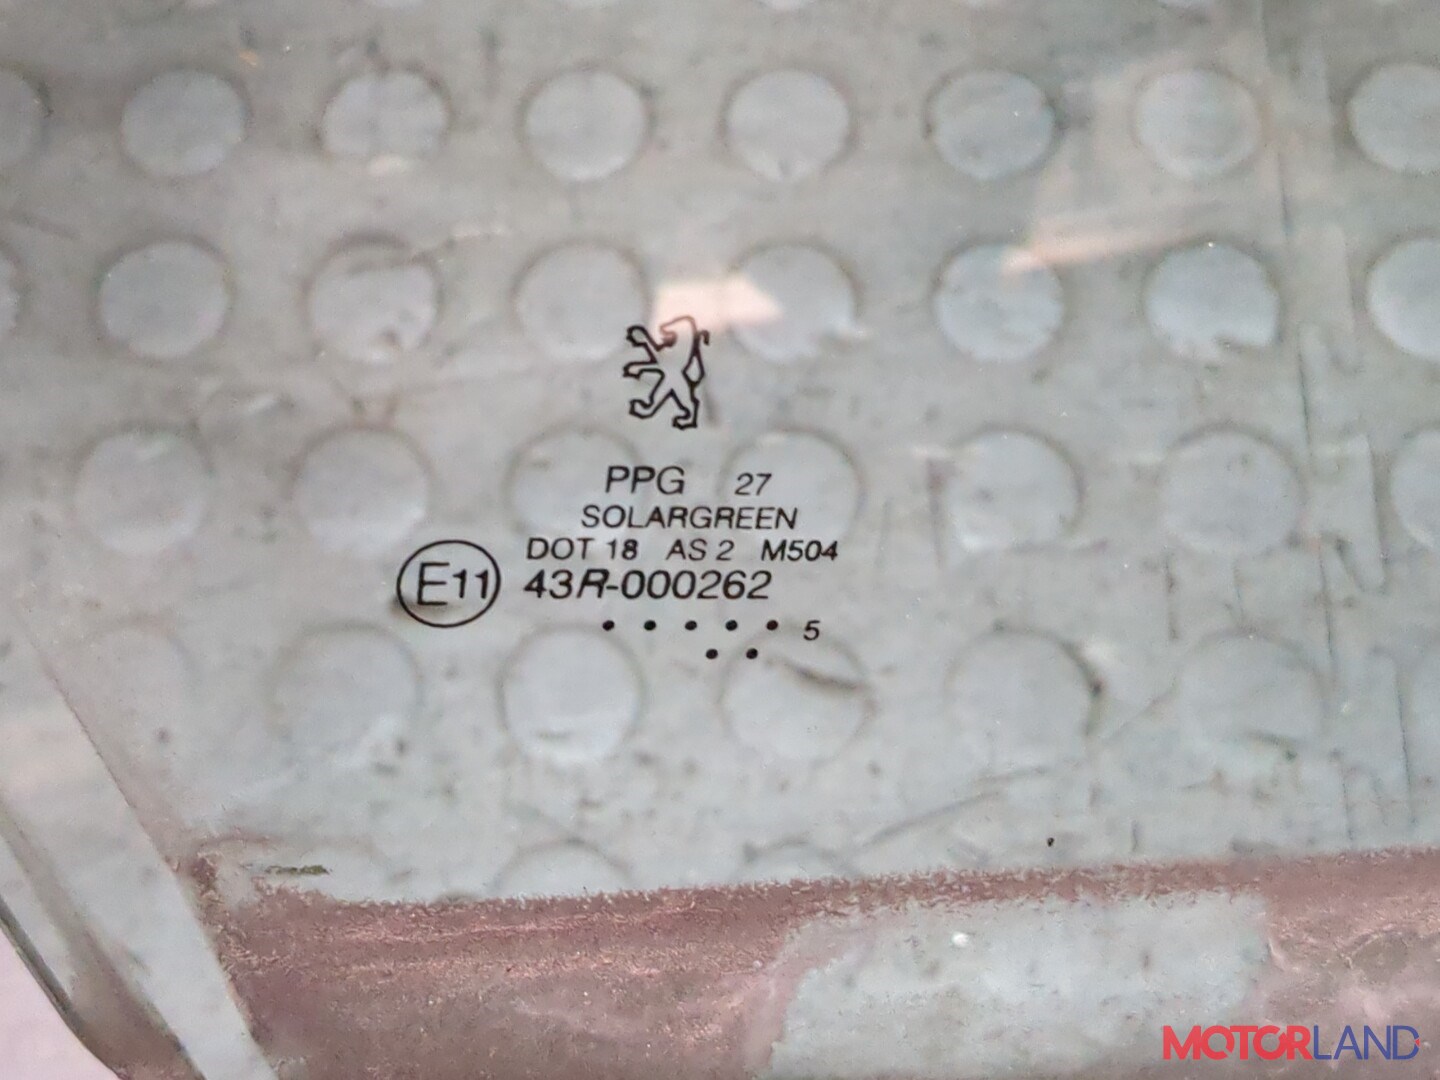 PPG 27
SOLARGREEN
DOT 18 AS 2 M504
E11 43R-000262
• • • • • 5
• •
MOTORLAND